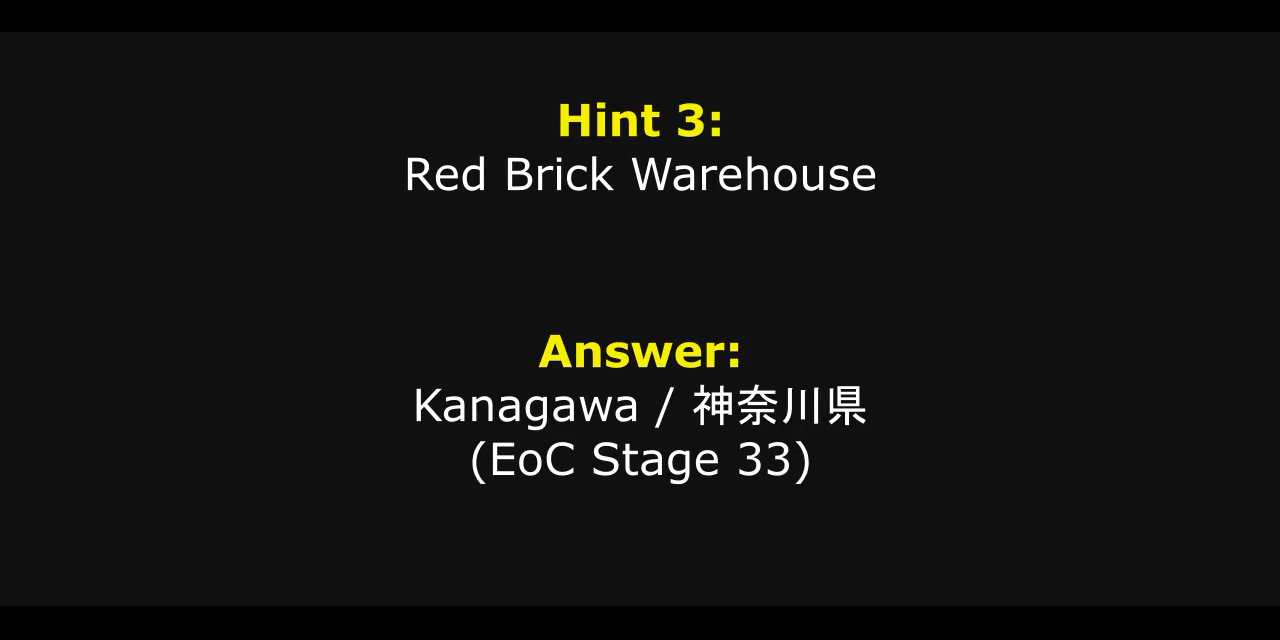 Hint 3:
Red Brick Warehouse
Answer:
Kanagawa / 神奈川県
(EoC Stage 33)